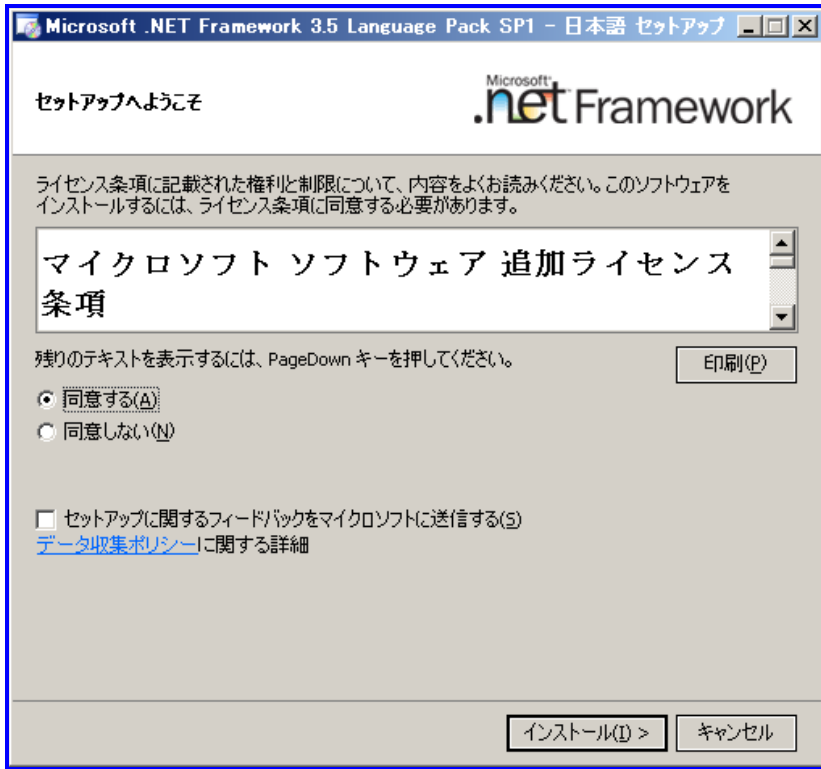 Microsoft .NET Framework 3.5 Language Pack SP1 - 日本語 セットアップ
セットアップへようこそ
Microsoft
.net Framework
ライセンス条項に記載された権利と制限について、内容をよくお読みください。このソフトウェアを
インストールするには、ライセンス条項に同意する必要があります。
マイクロソフト ソフトウェア 追加ライセンス
条項
残りのテキストを表示するには、PageDown キーを押してください。
印刷(P)
同意する(A)
同意しない(N)
セットアップに関するフィードバックをマイクロソフトに送信する(S)
データ収集ポリシーに関する詳細
インストール(I) >
キャンセル